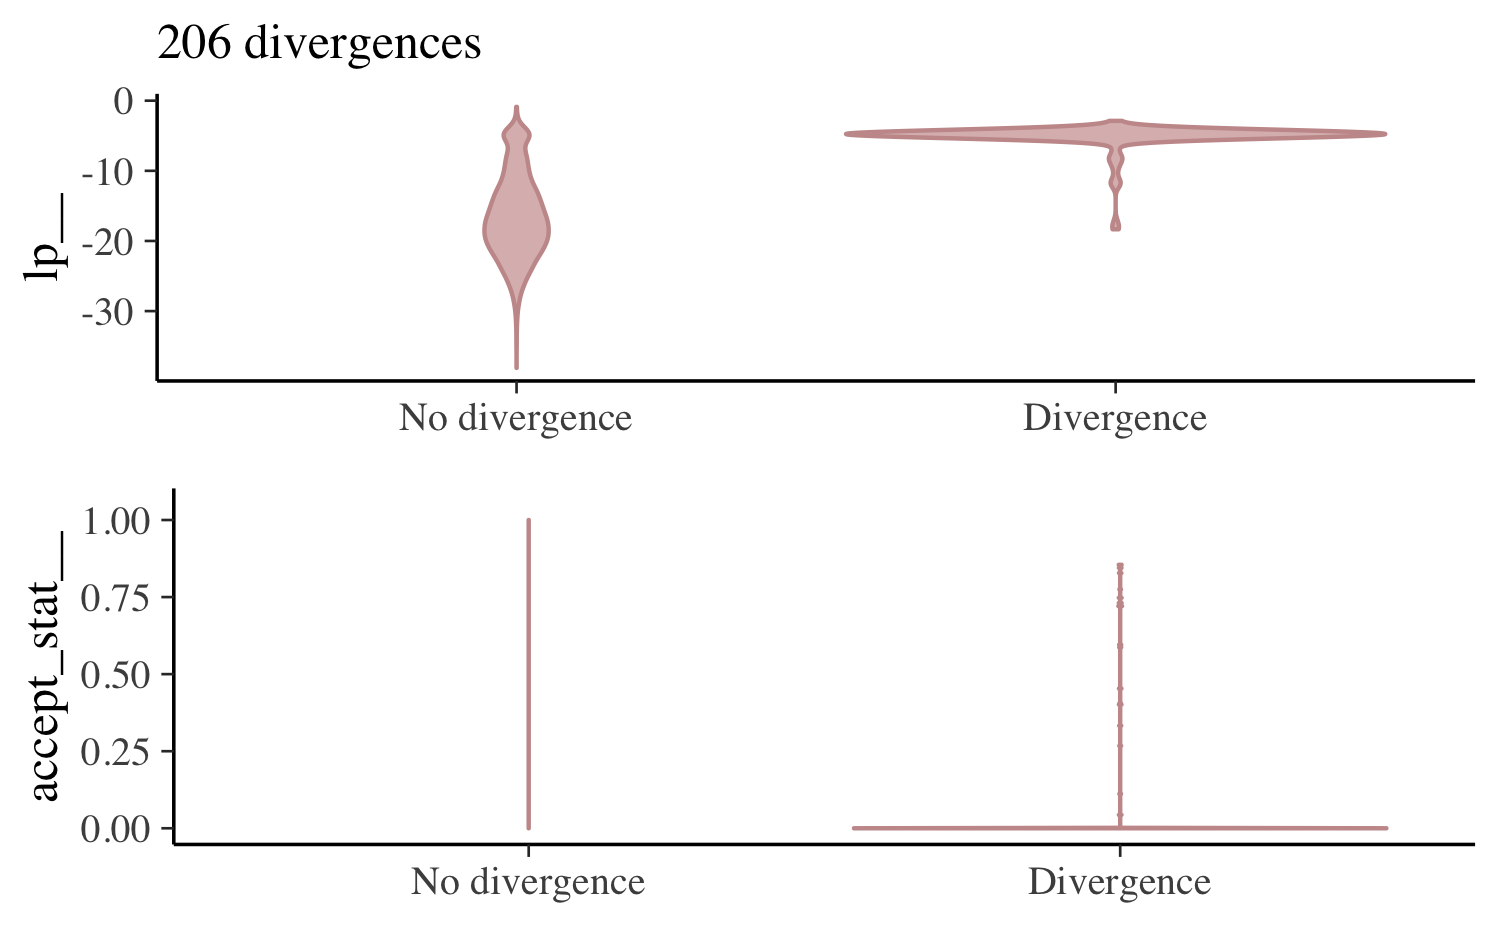 206 divergences
lp__
0
-10
-20
-30
No divergence
Divergence
accept_stat__
1.00
0.75
0.50
0.25
0.00
No divergence
Divergence